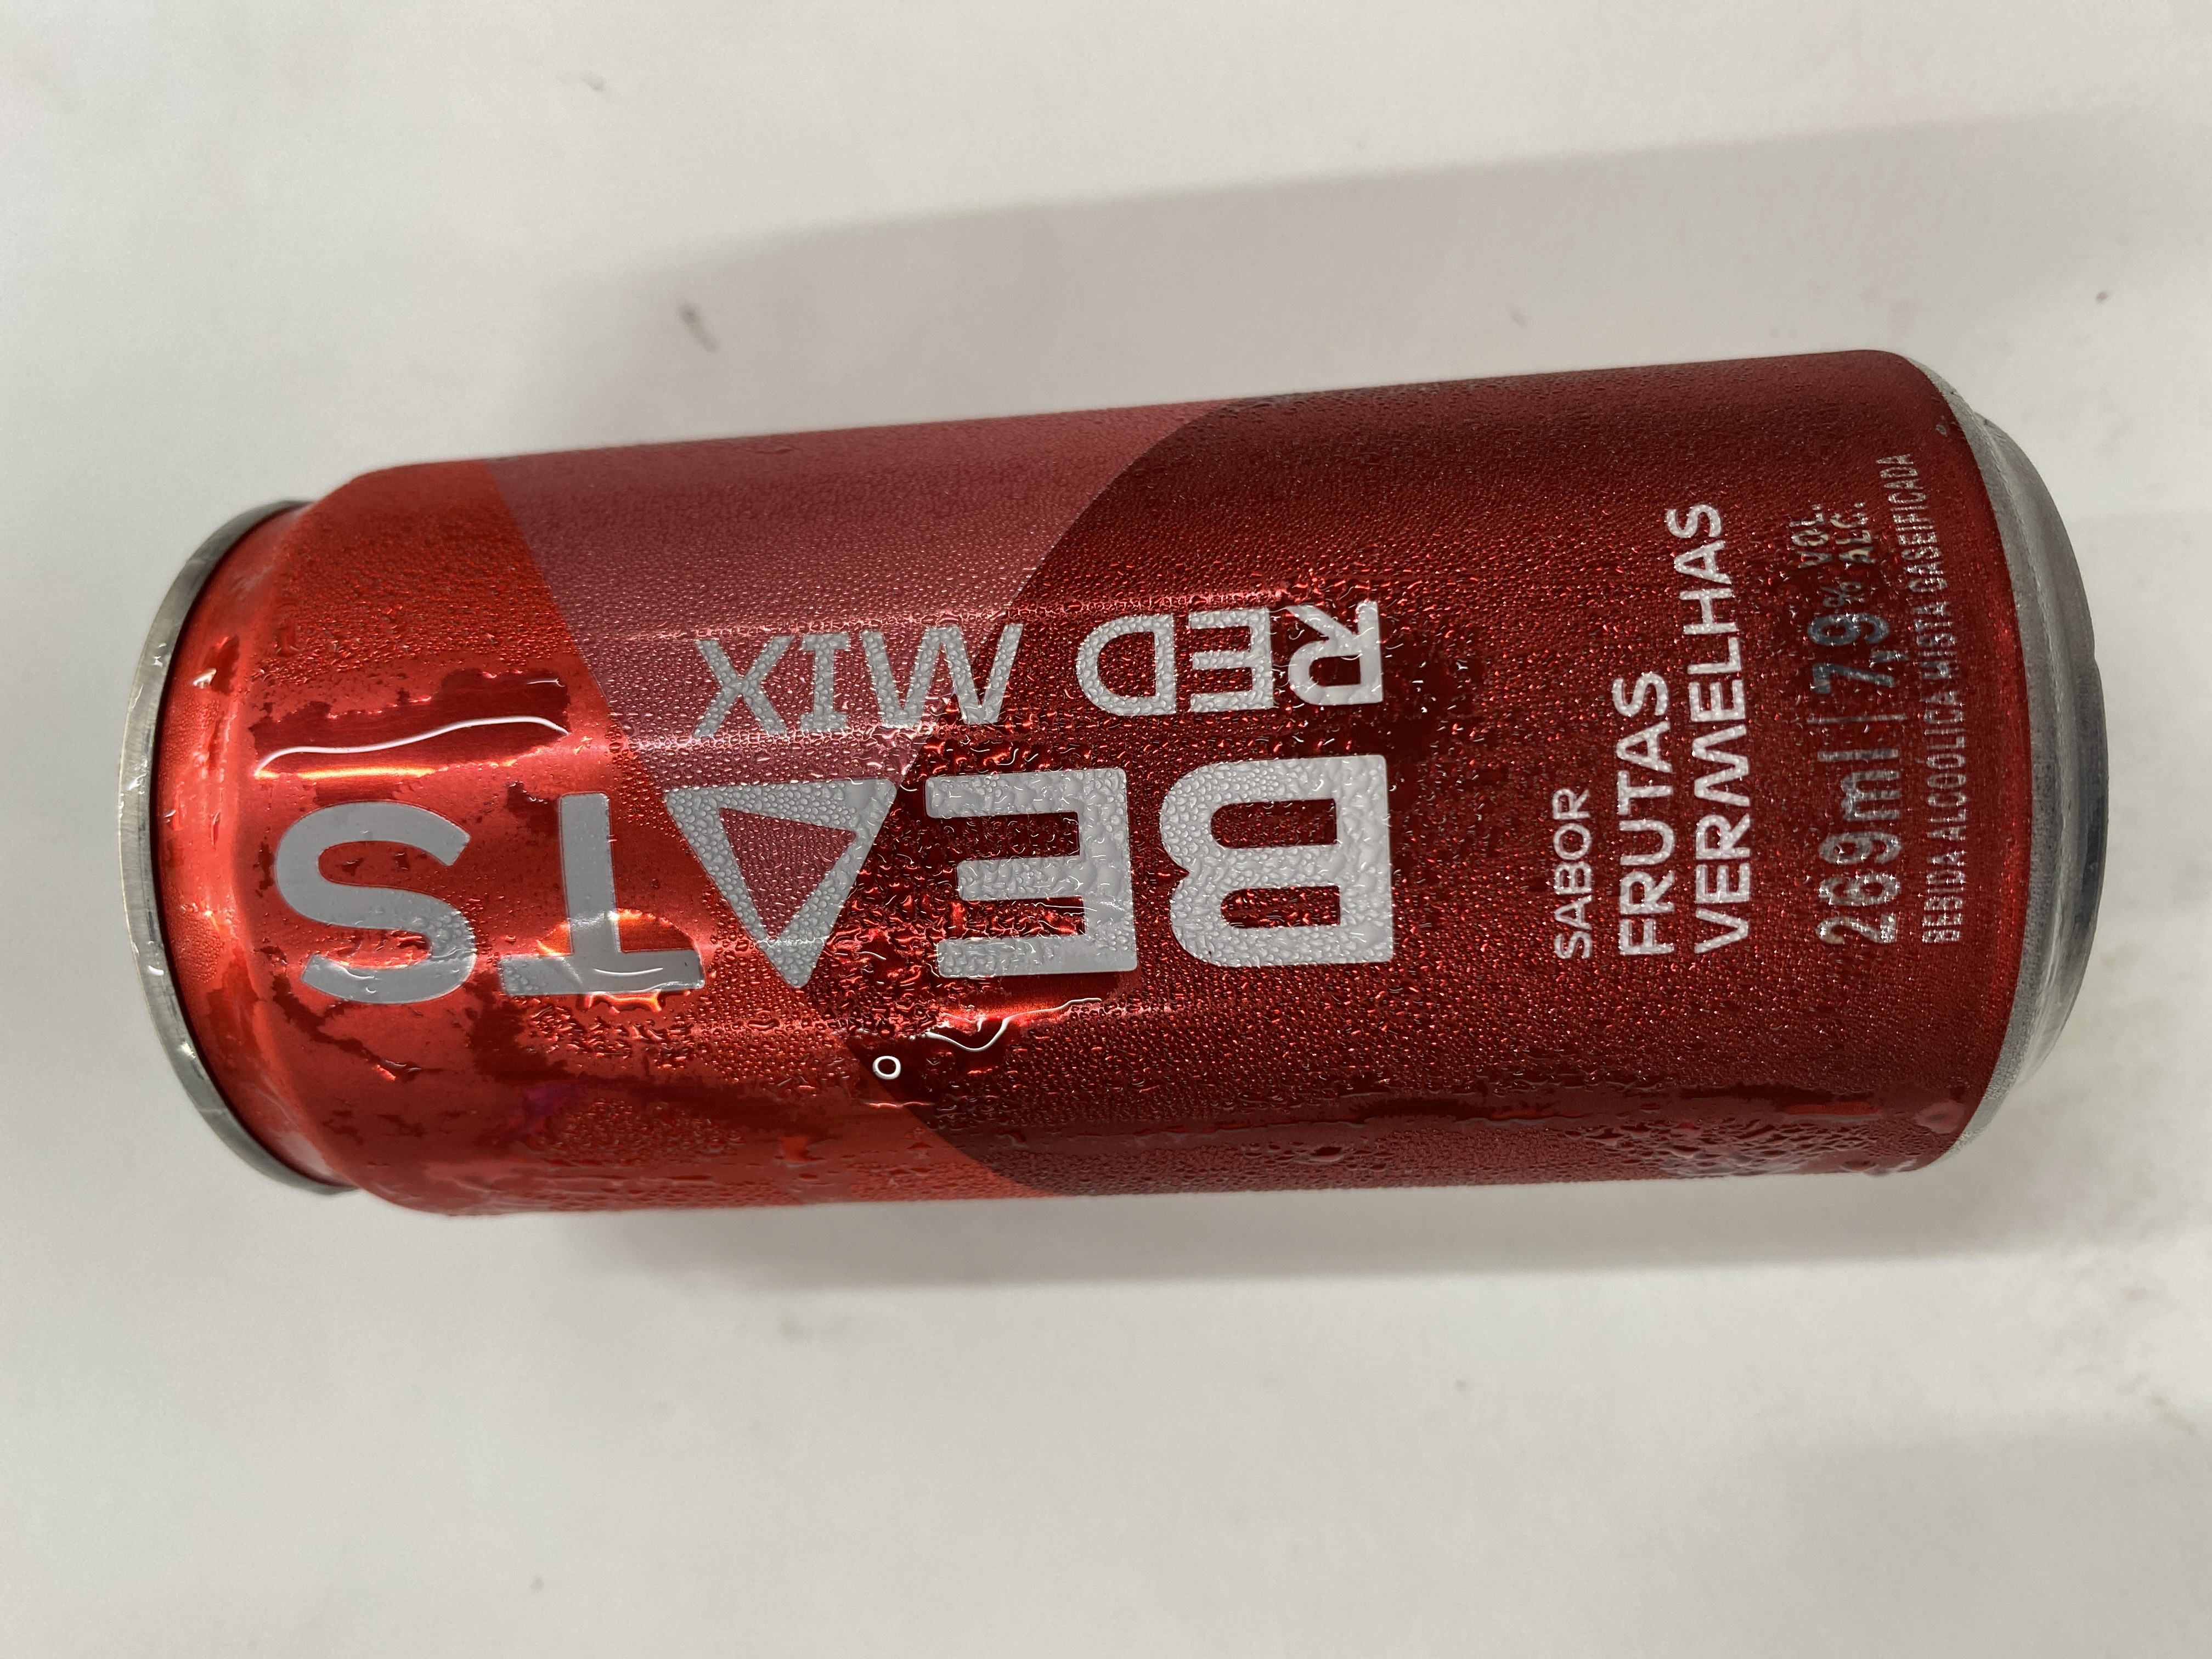 BEATS
RED MIX
SABOR
FRUTAS
VERMELHAS
269ml | 7,9% VOL. ALC.
BEBIDA ALCOÓLICA MISTA GASEIFICADA